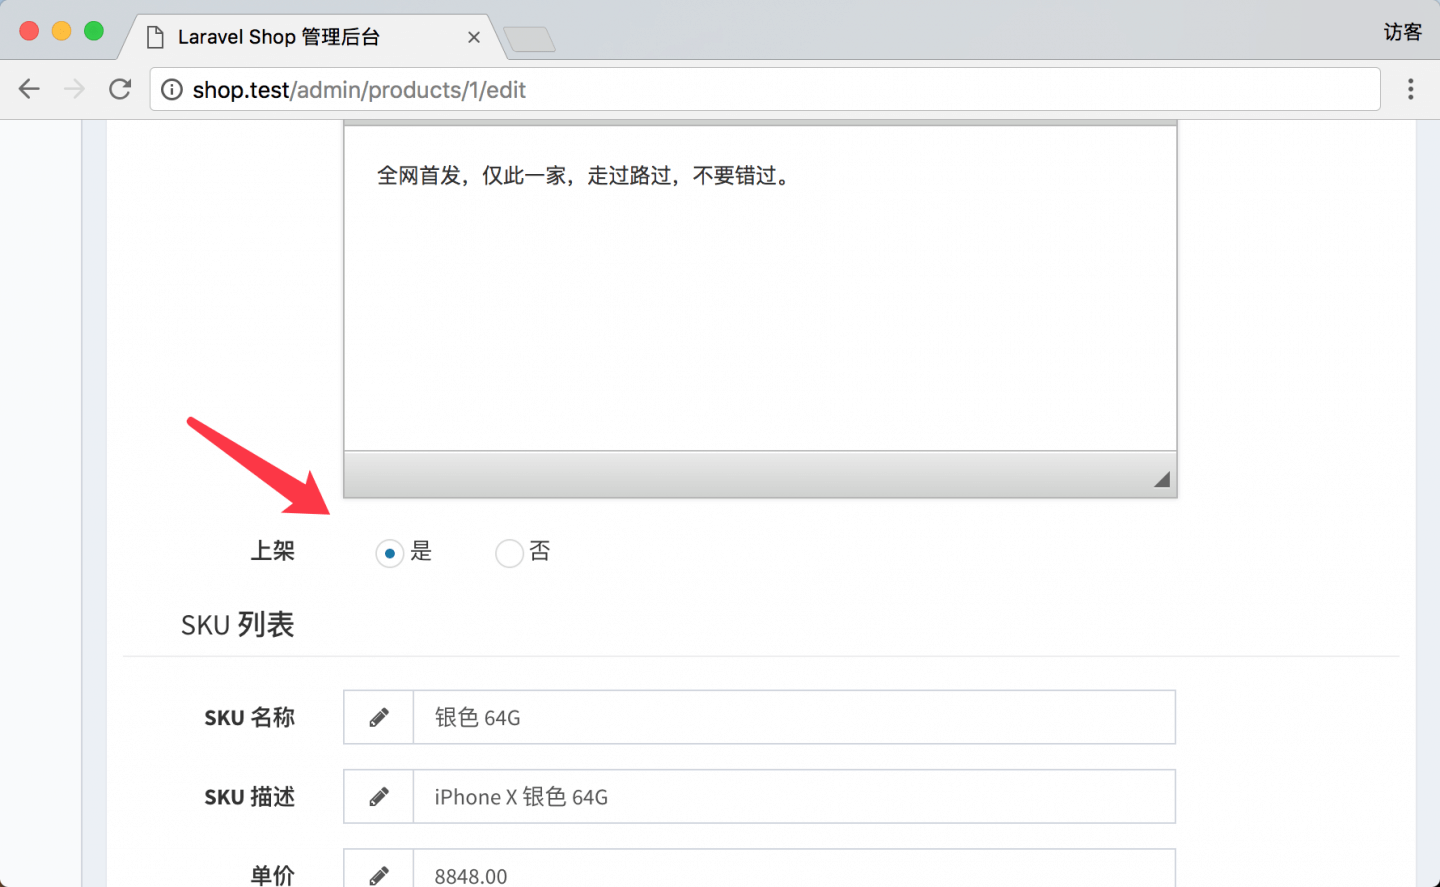 Laravel Shop 管理后台
访客
shop.test/admin/products/1/edit
全网首发，仅此一家，走过路过，不要错过。
上架 是 否
SKU 列表
SKU 名称 银色 64G
SKU 描述 iPhone X 银色 64G
单价 8848.00